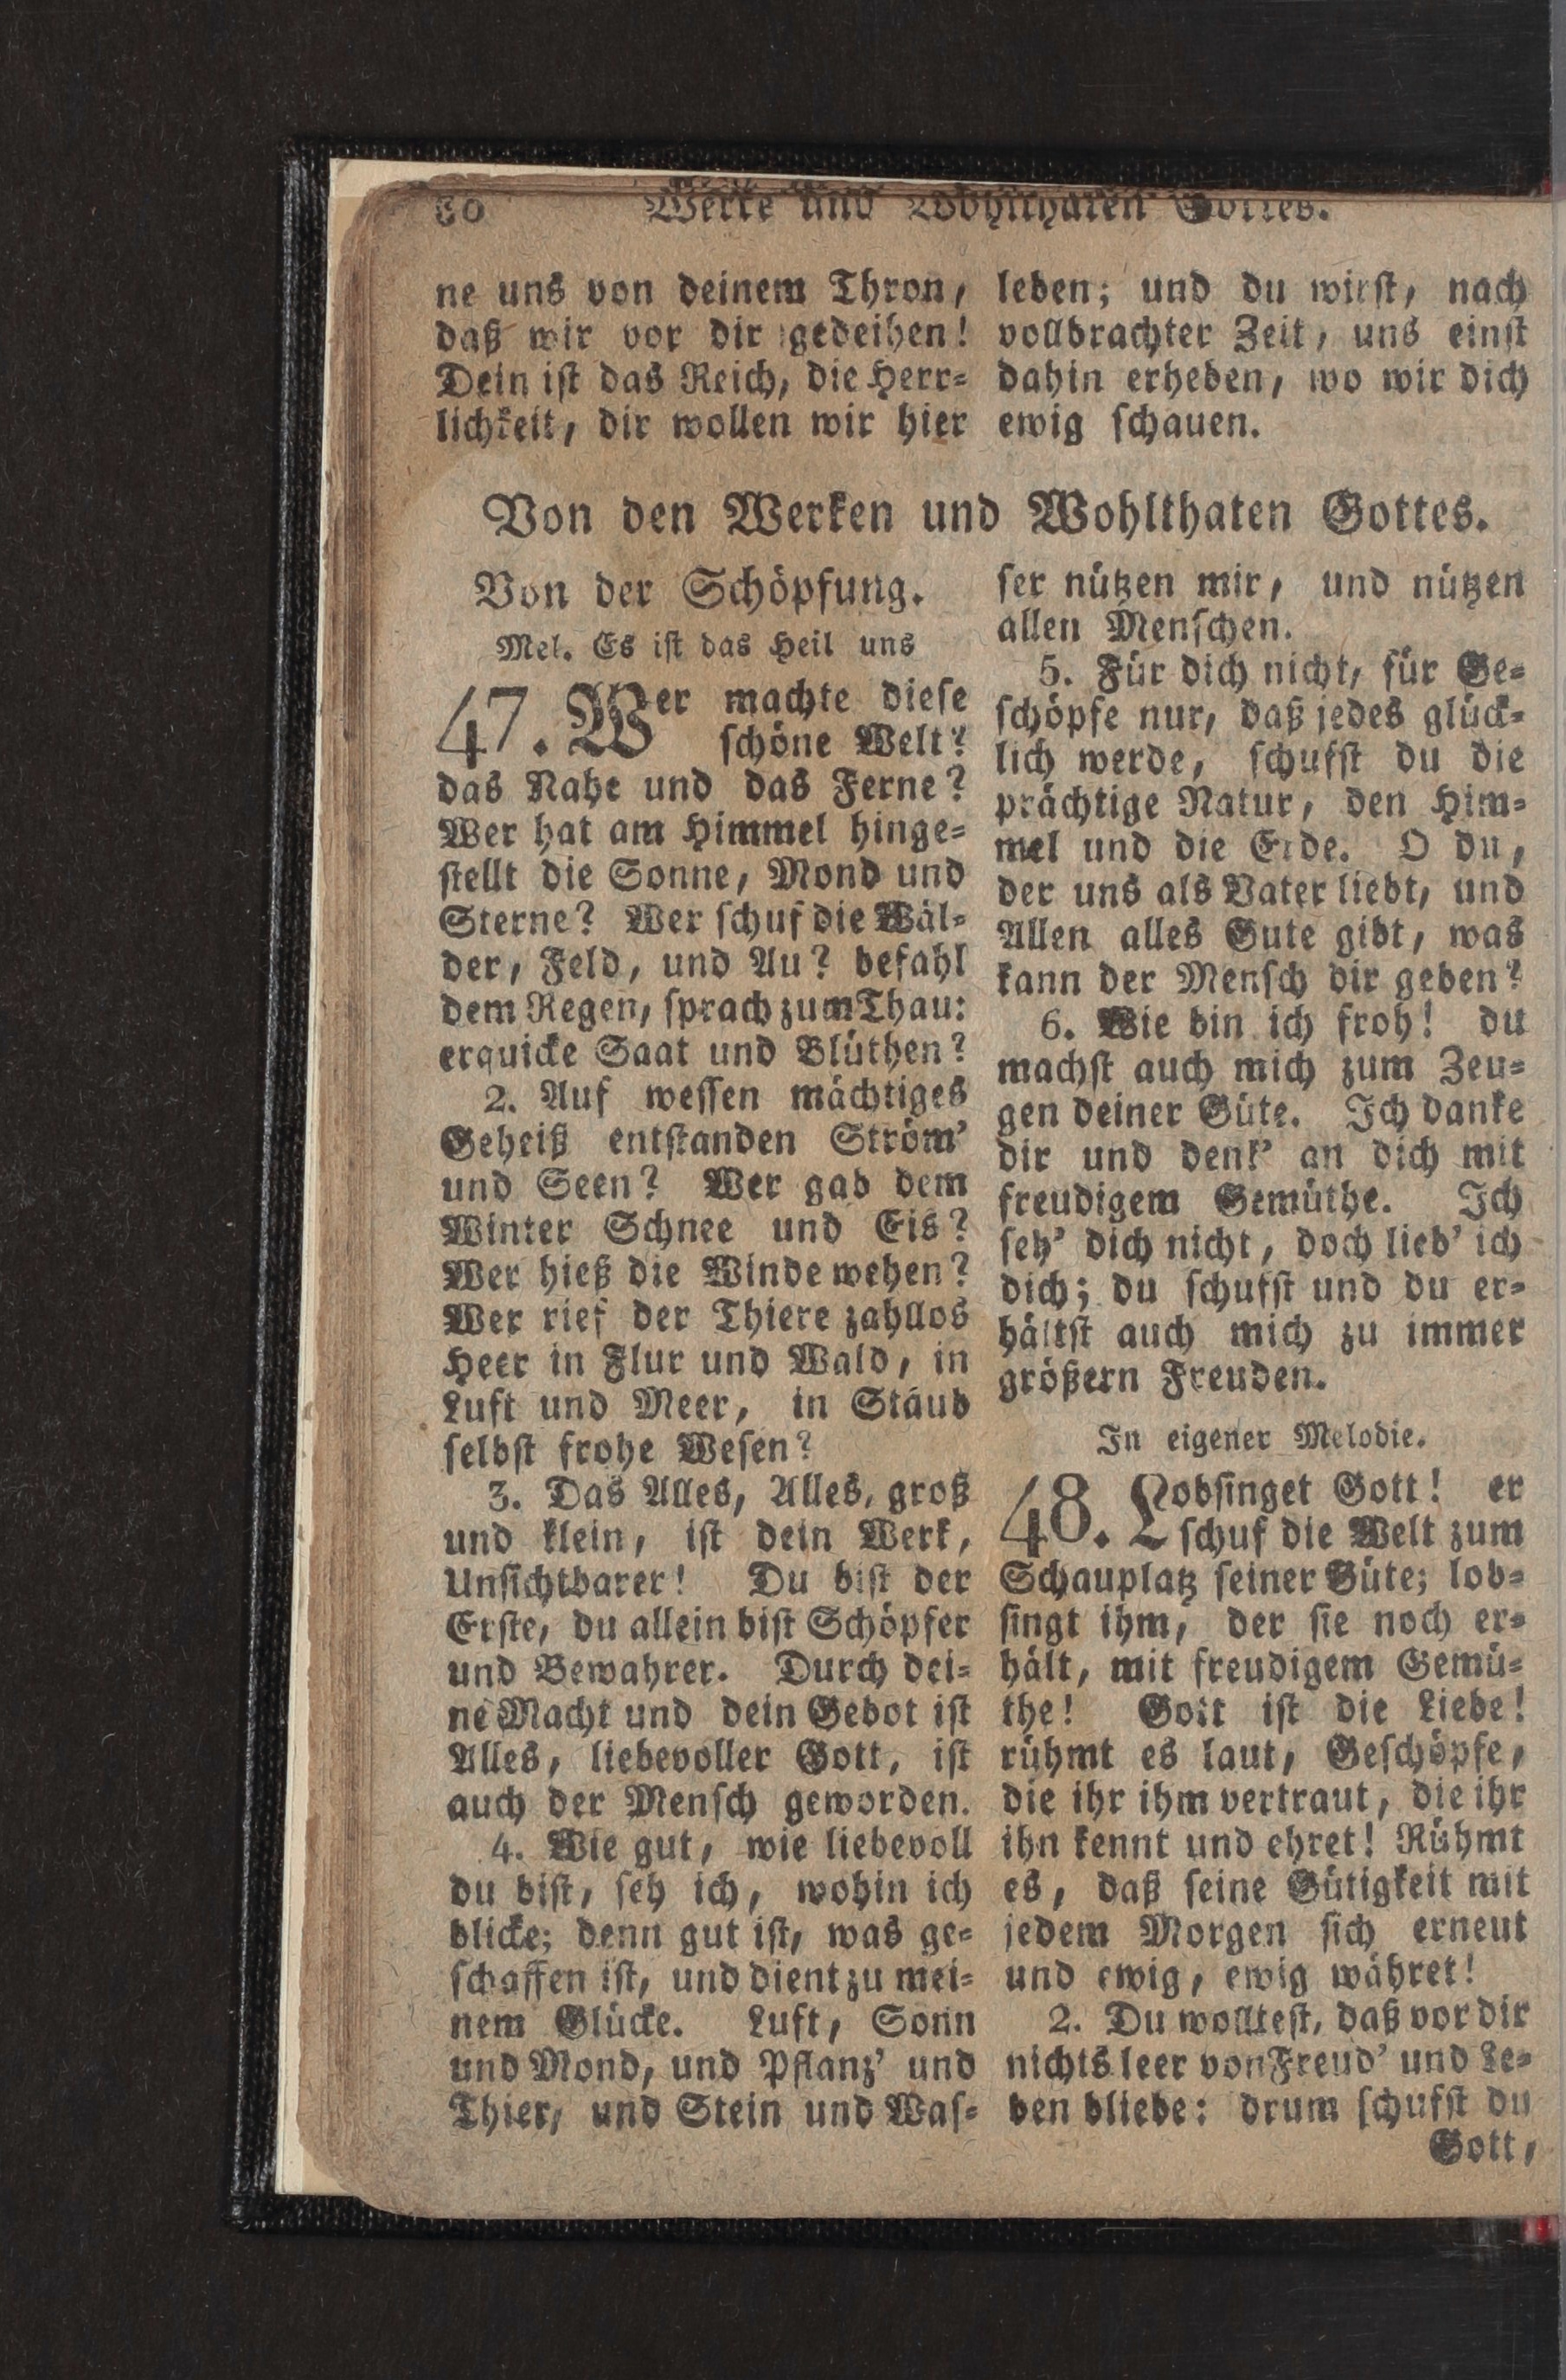 30 Werke und Wohlthaten Gottes.
ne uns von deinem Thron,
daß wir vor dir gedeihen!
Dein ist das Reich, die Herr-
lichkeit, dir wollen wir hier
leben; und du wirst, nach
vollbrachter Zeit, uns einst
dahin erheben, wo wir dich
ewig schauen.
Von den Werken und Wohlthaten Gottes.
Von der Schöpfung.
Mel. Es ist das Heil uns
47. Wer machte diese
schöne Welt?
das Nahe und das Ferne?
Wer hat am Himmel hinge-
stellt die Sonne, Mond und
Sterne? Wer schuf die Wäl-
der, Feld, und Au? befahl
dem Regen, sprach zum Thau:
erquicke Saat und Blüthen?
2. Auf wessen mächtiges
Geheiß entstanden Ström'
und Seen? Wer gab dem
Winter Schnee und Eis?
Wer hieß die Winde wehen?
Wer rief der Thiere zahllos
Heer in Flur und Wald, in
Luft und Meer, in Staub
selbst frohe Wesen?
3. Das Alles, Alles, groß
und klein, ist dein Werk,
Unsichtbarer! Du bist der
Erste, du allein bist Schöpfer
und Bewahrer. Durch dei-
ne Macht und dein Gebot ist
Alles, liebevoller Gott, ist
auch der Mensch geworden.
4. Wie gut, wie liebevoll
du bist, seh ich, wohin ich
blicke; denn gut ist, was ge-
schaffen ist, und dient zu mei-
nem Glücke. Luft, Sonn
und Mond, und Pflanz' und
Thier, und Stein und Was-
ser nützen mir, und nützen
allen Menschen.
5. Für dich nicht, für Ge-
schöpfe nur, daß jedes glück-
lich werde, schufst du die
prächtige Natur, den Him-
mel und die Erde. O du,
der uns als Vater liebt, und
Allen alles Gute gibt, was
kann der Mensch dir geben?
6. Wie bin ich froh! du
machst auch mich zum Zeu-
gen deiner Güte. Ich danke
dir und denk' an dich mit
freudigem Gemüthe. Ich
seh' dich nicht, doch lieb' ich
dich; du schufst und du er-
hältst auch mich zu immer
größern Freuden.
In eigener Melodie.
48. Lobsinget Gott! er
schuf die Welt zum
Schauplatz seiner Güte; lob-
singt ihm, der sie noch er-
hält, mit freudigem Gemü-
the! Gott ist die Liebe!
rühmt es laut, Geschöpfe,
die ihr ihm vertraut, die ihr
ihn kennt und ehret! Rühmt
es, daß seine Gütigkeit mit
jedem Morgen sich erneut
und ewig, ewig währet!
2. Du wolltest, daß vor dir
nichts leer von Freud' und Le-
ben bliebe: drum schufst du
Gott,